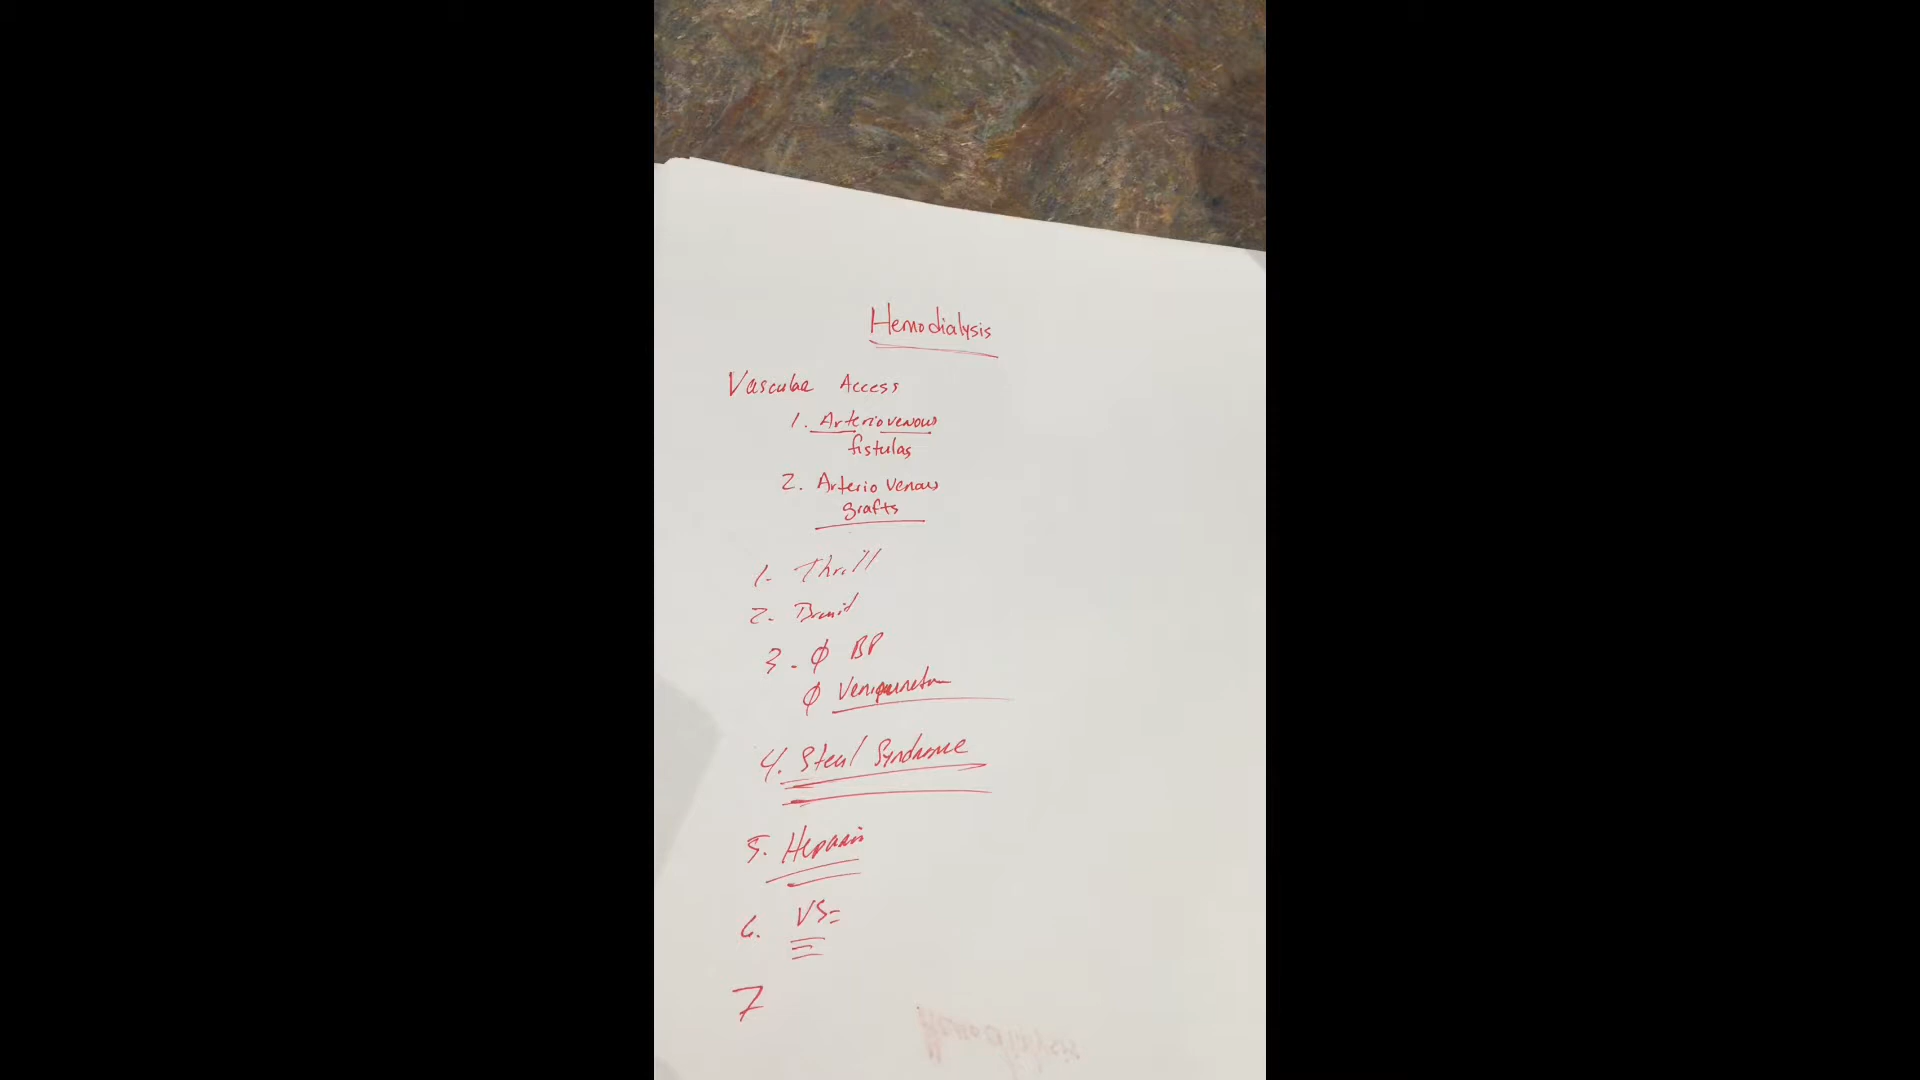 Hemodialysis
Vascular Access
1. Arteriovenous
fistulas
2. Arterio venous
grafts
1. Thrill
2. Bruit
3. ∅ BP
∅ Venipuncture
4. Steal Syndrome
5. Heparin
6. VS=
7
Hemodialysis